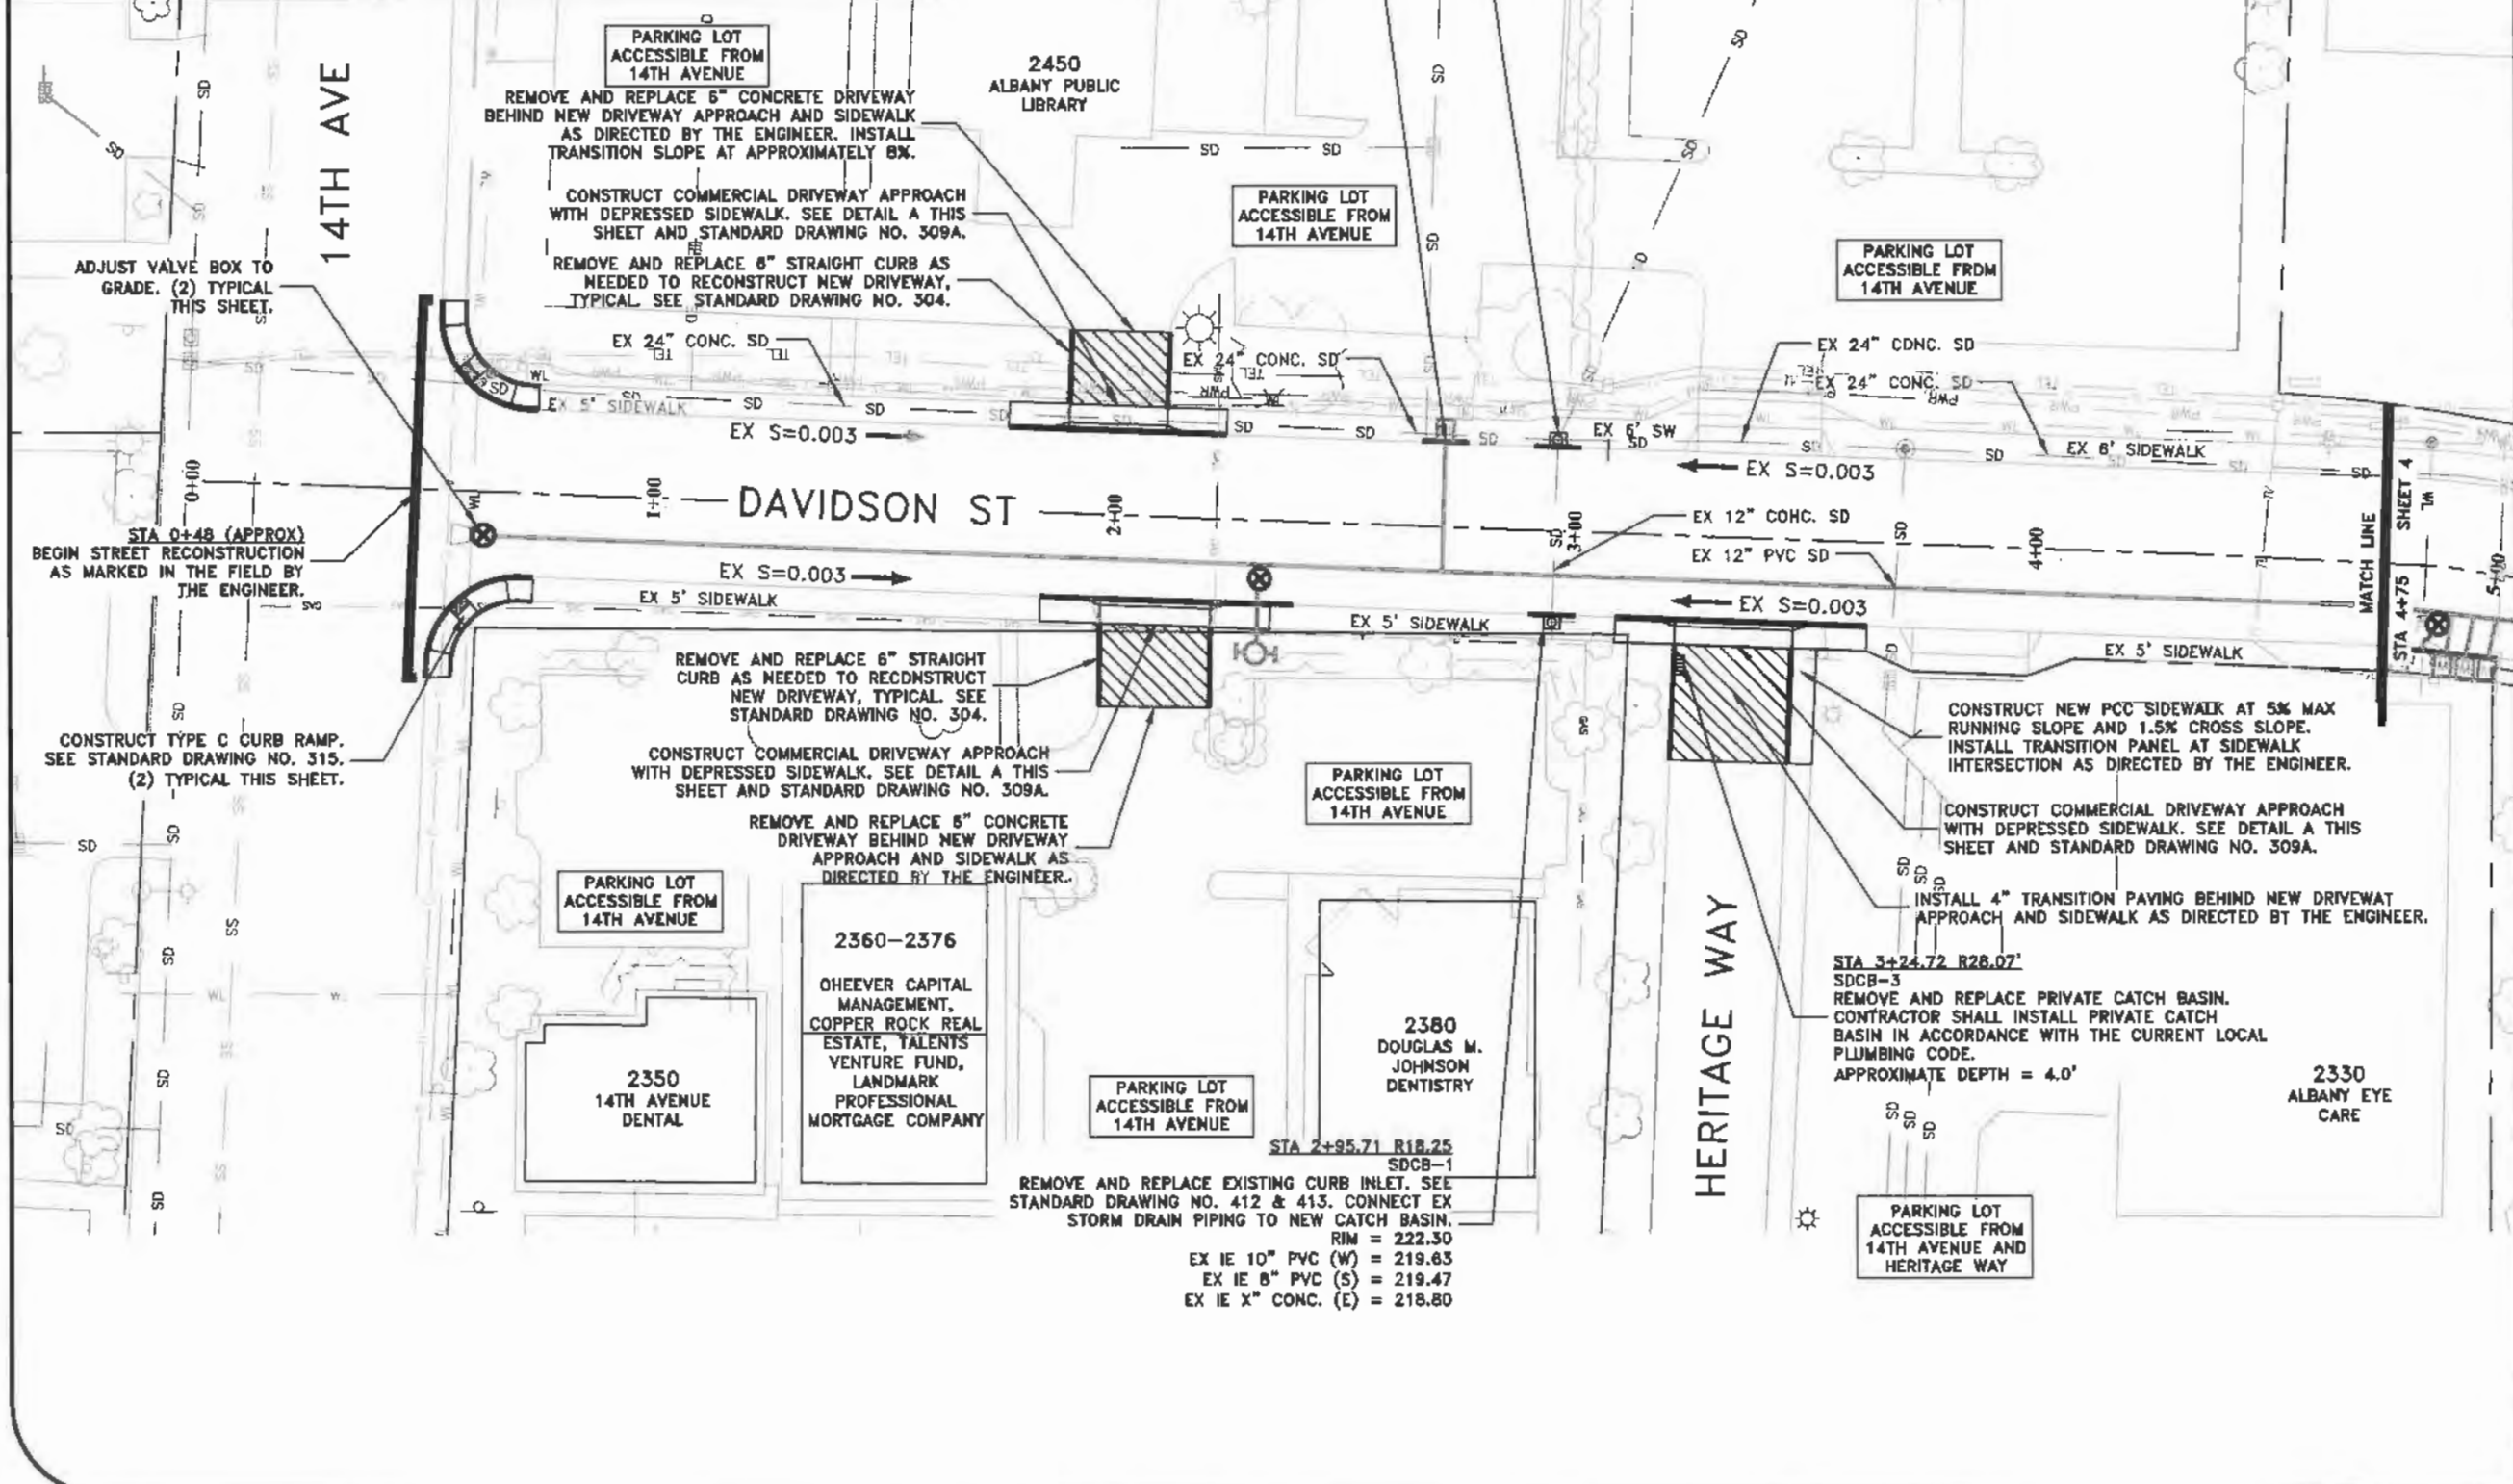 PARKING LOT
ACCESSIBLE FROM
14TH AVENUE
14TH AVE
REMOVE AND REPLACE 6" CONCRETE DRIVEWAY
BEHIND NEW DRIVEWAY APPROACH AND SIDEWALK
AS DIRECTED BY THE ENGINEER. INSTALL
TRANSITION SLOPE AT APPROXIMATELY 8%.
CONSTRUCT COMMERCIAL DRIVEWAY APPROACH
WITH DEPRESSED SIDEWALK. SEE DETAIL A THIS
SHEET AND STANDARD DRAWING NO. 309A.
REMOVE AND REPLACE 6" STRAIGHT CURB AS
NEEDED TO RECONSTRUCT NEW DRIVEWAY,
TYPICAL. SEE STANDARD DRAWING NO. 304.
2450
ALBANY PUBLIC
LIBRARY
PARKING LOT
ACCESSIBLE FROM
14TH AVENUE
PARKING LOT
ACCESSIBLE FROM
14TH AVENUE
ADJUST VALVE BOX TO
GRADE. (2) TYPICAL
THIS SHEET.
EX 24" CONC. SD
EX 24" CONC. SD
EX 24" CONC. SD
EX 24" CONC. SD
EX 5' SIDEWALK
EX S=0.003
EX 6' SW
EX 6' SIDEWALK
EX S=0.003
0+00
1+00
DAVIDSON ST
2+00
3+00
4+00
5+00
EX 12" CONC. SD
EX 12" PVC SD
MATCH LINE
STA 4+75 SHEET 4
STA 0+48 (APPROX)
BEGIN STREET RECONSTRUCTION
AS MARKED IN THE FIELD BY
THE ENGINEER.
EX S=0.003
EX 5' SIDEWALK
EX S=0.003
EX 5' SIDEWALK
EX 5' SIDEWALK
REMOVE AND REPLACE 6" STRAIGHT
CURB AS NEEDED TO RECONSTRUCT
NEW DRIVEWAY, TYPICAL. SEE
STANDARD DRAWING NO. 304.
CONSTRUCT TYPE C CURB RAMP.
SEE STANDARD DRAWING NO. 315.
(2) TYPICAL THIS SHEET.
CONSTRUCT COMMERCIAL DRIVEWAY APPROACH
WITH DEPRESSED SIDEWALK. SEE DETAIL A THIS
SHEET AND STANDARD DRAWING NO. 309A.
REMOVE AND REPLACE 6" CONCRETE
DRIVEWAY BEHIND NEW DRIVEWAY
APPROACH AND SIDEWALK AS
DIRECTED BY THE ENGINEER.
PARKING LOT
ACCESSIBLE FROM
14TH AVENUE
CONSTRUCT NEW PCC SIDEWALK AT 5% MAX
RUNNING SLOPE AND 1.5% CROSS SLOPE.
INSTALL TRANSITION PANEL AT SIDEWALK
INTERSECTION AS DIRECTED BY THE ENGINEER.
CONSTRUCT COMMERCIAL DRIVEWAY APPROACH
WITH DEPRESSED SIDEWALK. SEE DETAIL A THIS
SHEET AND STANDARD DRAWING NO. 309A.
INSTALL 4" TRANSITION PAVING BEHIND NEW DRIVEWAY
APPROACH AND SIDEWALK AS DIRECTED BY THE ENGINEER.
PARKING LOT
ACCESSIBLE FROM
14TH AVENUE
2360-2376
OHEEVER CAPITAL
MANAGEMENT,
COPPER ROCK REAL
ESTATE, TALENTS
VENTURE FUND,
LANDMARK
PROFESSIONAL
MORTGAGE COMPANY
2350
14TH AVENUE
DENTAL
2380
DOUGLAS M.
JOHNSON
DENTISTRY
PARKING LOT
ACCESSIBLE FROM
14TH AVENUE
HERITAGE WAY
STA 3+24.72 R28.07'
SDCB-3
REMOVE AND REPLACE PRIVATE CATCH BASIN.
CONTRACTOR SHALL INSTALL PRIVATE CATCH
BASIN IN ACCORDANCE WITH THE CURRENT LOCAL
PLUMBING CODE.
APPROXIMATE DEPTH = 4.0'
2330
ALBANY EYE
CARE
STA 2+95.71 R18.25
SDCB-1
REMOVE AND REPLACE EXISTING CURB INLET. SEE
STANDARD DRAWING NO. 412 & 413. CONNECT EX
STORM DRAIN PIPING TO NEW CATCH BASIN.
RIM = 222.30
EX IE 10" PVC (W) = 219.63
EX IE 8" PVC (S) = 219.47
EX IE X" CONC. (E) = 218.80
PARKING LOT
ACCESSIBLE FROM
14TH AVENUE AND
HERITAGE WAY